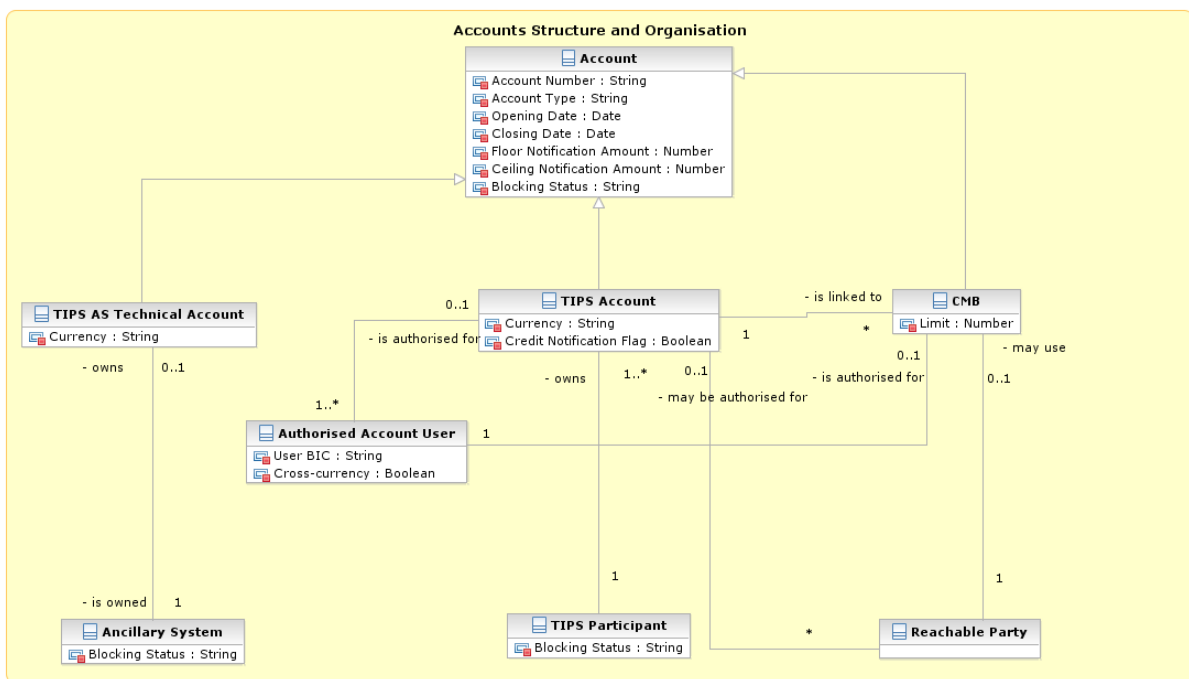 Accounts Structure and Organisation
Account
Account Number : String
Account Type : String
Opening Date : Date
Closing Date : Date
Floor Notification Amount : Number
Ceiling Notification Amount : Number
Blocking Status : String
TIPS AS Technical Account
Currency : String
- owns
0..1
0..1
- is authorised for
TIPS Account
Currency : String
Credit Notification Flag : Boolean
- is linked to
1
*
CMB
Limit : Number
0..1
- may use
- is authorised for
0..1
- owns
1..*
0..1
- may be authorised for
1..*
Authorised Account User
User BIC : String
Cross-currency : Boolean
1
1
1
- is owned
1
*
Ancillary System
Blocking Status : String
TIPS Participant
Blocking Status : String
Reachable Party